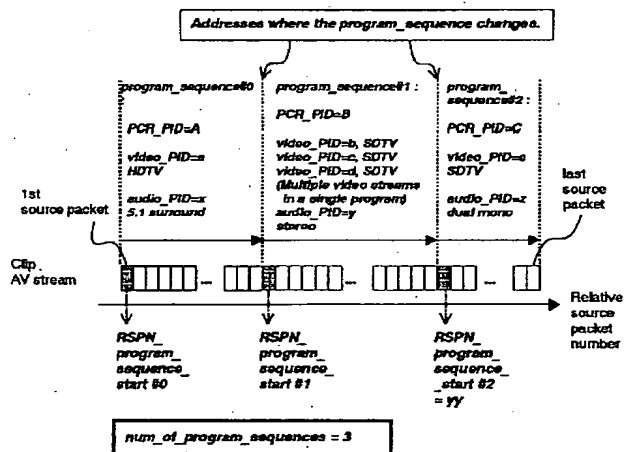 Addresses where the program_sequence changes.
program_sequence#0
PCR_PID=A
video_PID=a
HDTV
audio_PID=x
5.1 surround
program_sequence#1 :
PCR_PID=B
video_PID=b, SDTV
video_PID=c, SDTV
video_PID=d, SDTV
(Multiple video streams
in a single program)
audio_PID=y
stereo
program_
sequence#2 :
PCR_PID=C
video_PID=e
SDTV
audio_PID=z
dual mono
1st
source packet
last
source
packet
Clip
AV stream
... ... ...
Relative
source
packet
number
RSPN_
program_
sequence_
start #0
RSPN_
program_
sequence_
start #1
RSPN_
program_
sequence_
_start #2
= yy
num_of_program_sequences = 3